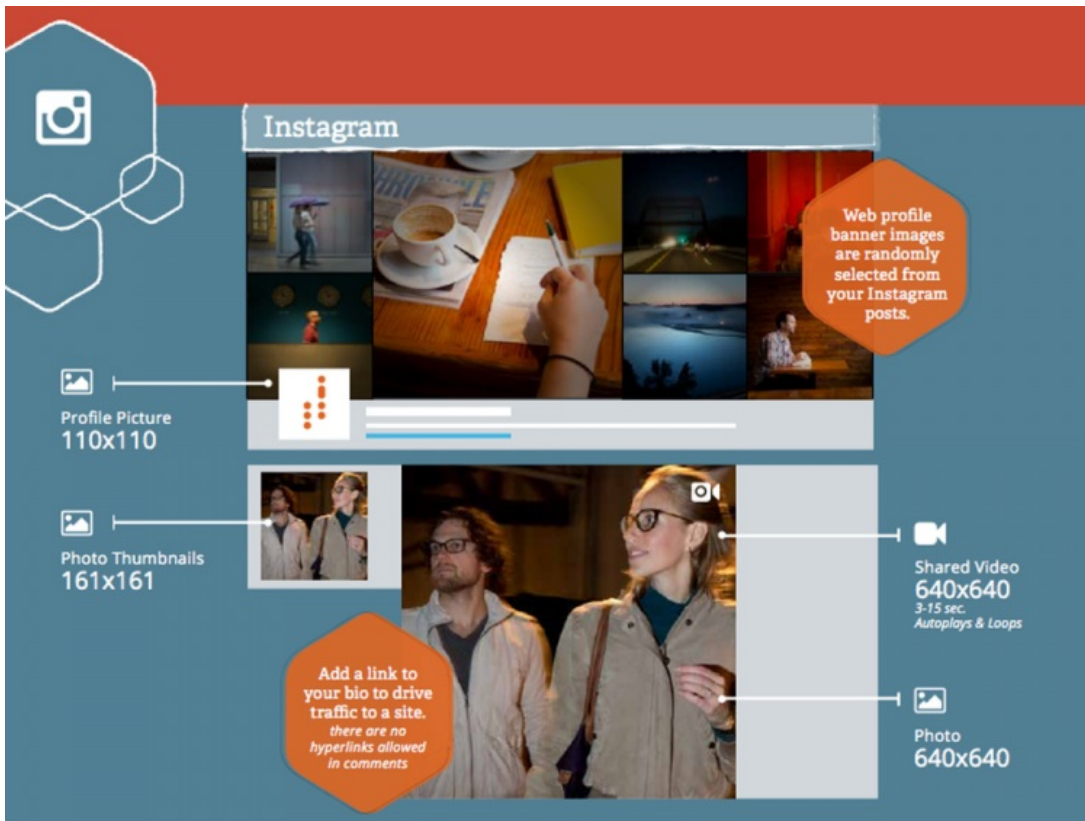 Instagram
CHRONICLE
Web profile
banner images
are randomly
selected from
your Instagram
posts.
Profile Picture
110x110
Photo Thumbnails
161x161
Shared Video
640x640
3-15 sec.
Autoplays & Loops
Add a link to
your bio to drive
traffic to a site.
there are no
hyperlinks allowed
in comments
Photo
640x640